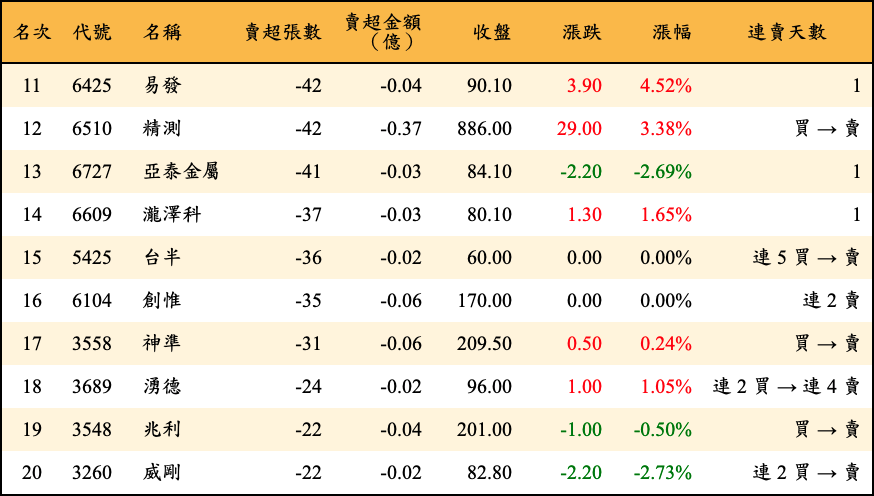 名次 代號 名稱 賣超張數 賣超金額（億） 收盤 漲跌 漲幅 連賣天數
11 6425 易發 -42 -0.04 90.10 3.90 4.52% 1
12 6510 精測 -42 -0.37 886.00 29.00 3.38% 買 → 賣
13 6727 亞泰金屬 -41 -0.03 84.10 -2.20 -2.69% 1
14 6609 瀧澤科 -37 -0.03 80.10 1.30 1.65% 1
15 5425 台半 -36 -0.02 60.00 0.00 0.00% 連 5 買 → 賣
16 6104 創惟 -35 -0.06 170.00 0.00 0.00% 連 2 賣
17 3558 神準 -31 -0.06 209.50 0.50 0.24% 買 → 賣
18 3689 湧德 -24 -0.02 96.00 1.00 1.05% 連 2 買 → 連 4 賣
19 3548 兆利 -22 -0.04 201.00 -1.00 -0.50% 買 → 賣
20 3260 威剛 -22 -0.02 82.80 -2.20 -2.73% 連 2 買 → 賣